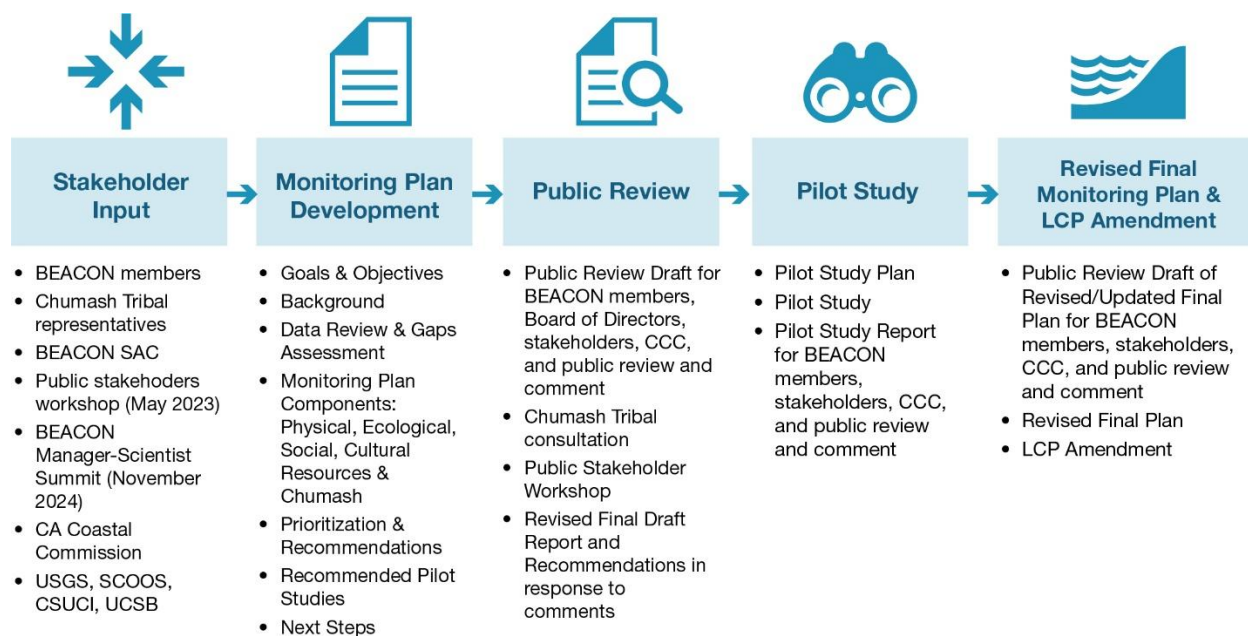 Stakeholder
Input
Monitoring Plan
Development
Public Review
Pilot Study
Revised Final
Monitoring Plan &
LCP Amendment
• BEACON members
• Chumash Tribal
representatives
• BEACON SAC
• Public stakehoders
workshop (May 2023)
• BEACON
Manager-Scientist
Summit (November
2024)
• CA Coastal
Commission
• USGS, SCOOS,
CSUCI, UCSB
• Goals & Objectives
• Background
• Data Review & Gaps
Assessment
• Monitoring Plan
Components:
Physical, Ecological,
Social, Cultural
Resources &
Chumash
• Prioritization &
Recommendations
• Recommended Pilot
Studies
• Next Steps
• Public Review Draft for
BEACON members,
Board of Directors,
stakeholders, CCC,
and public review and
comment
• Chumash Tribal
consultation
• Public Stakeholder
Workshop
• Revised Final Draft
Report and
Recommendations in
response to
comments
• Pilot Study Plan
• Pilot Study
• Pilot Study Report
for BEACON
members,
stakeholders, CCC,
and public review
and comment
• Public Review Draft of
Revised/Updated Final
Plan for BEACON
members, stakeholders,
CCC, and public review
and comment
• Revised Final Plan
• LCP Amendment